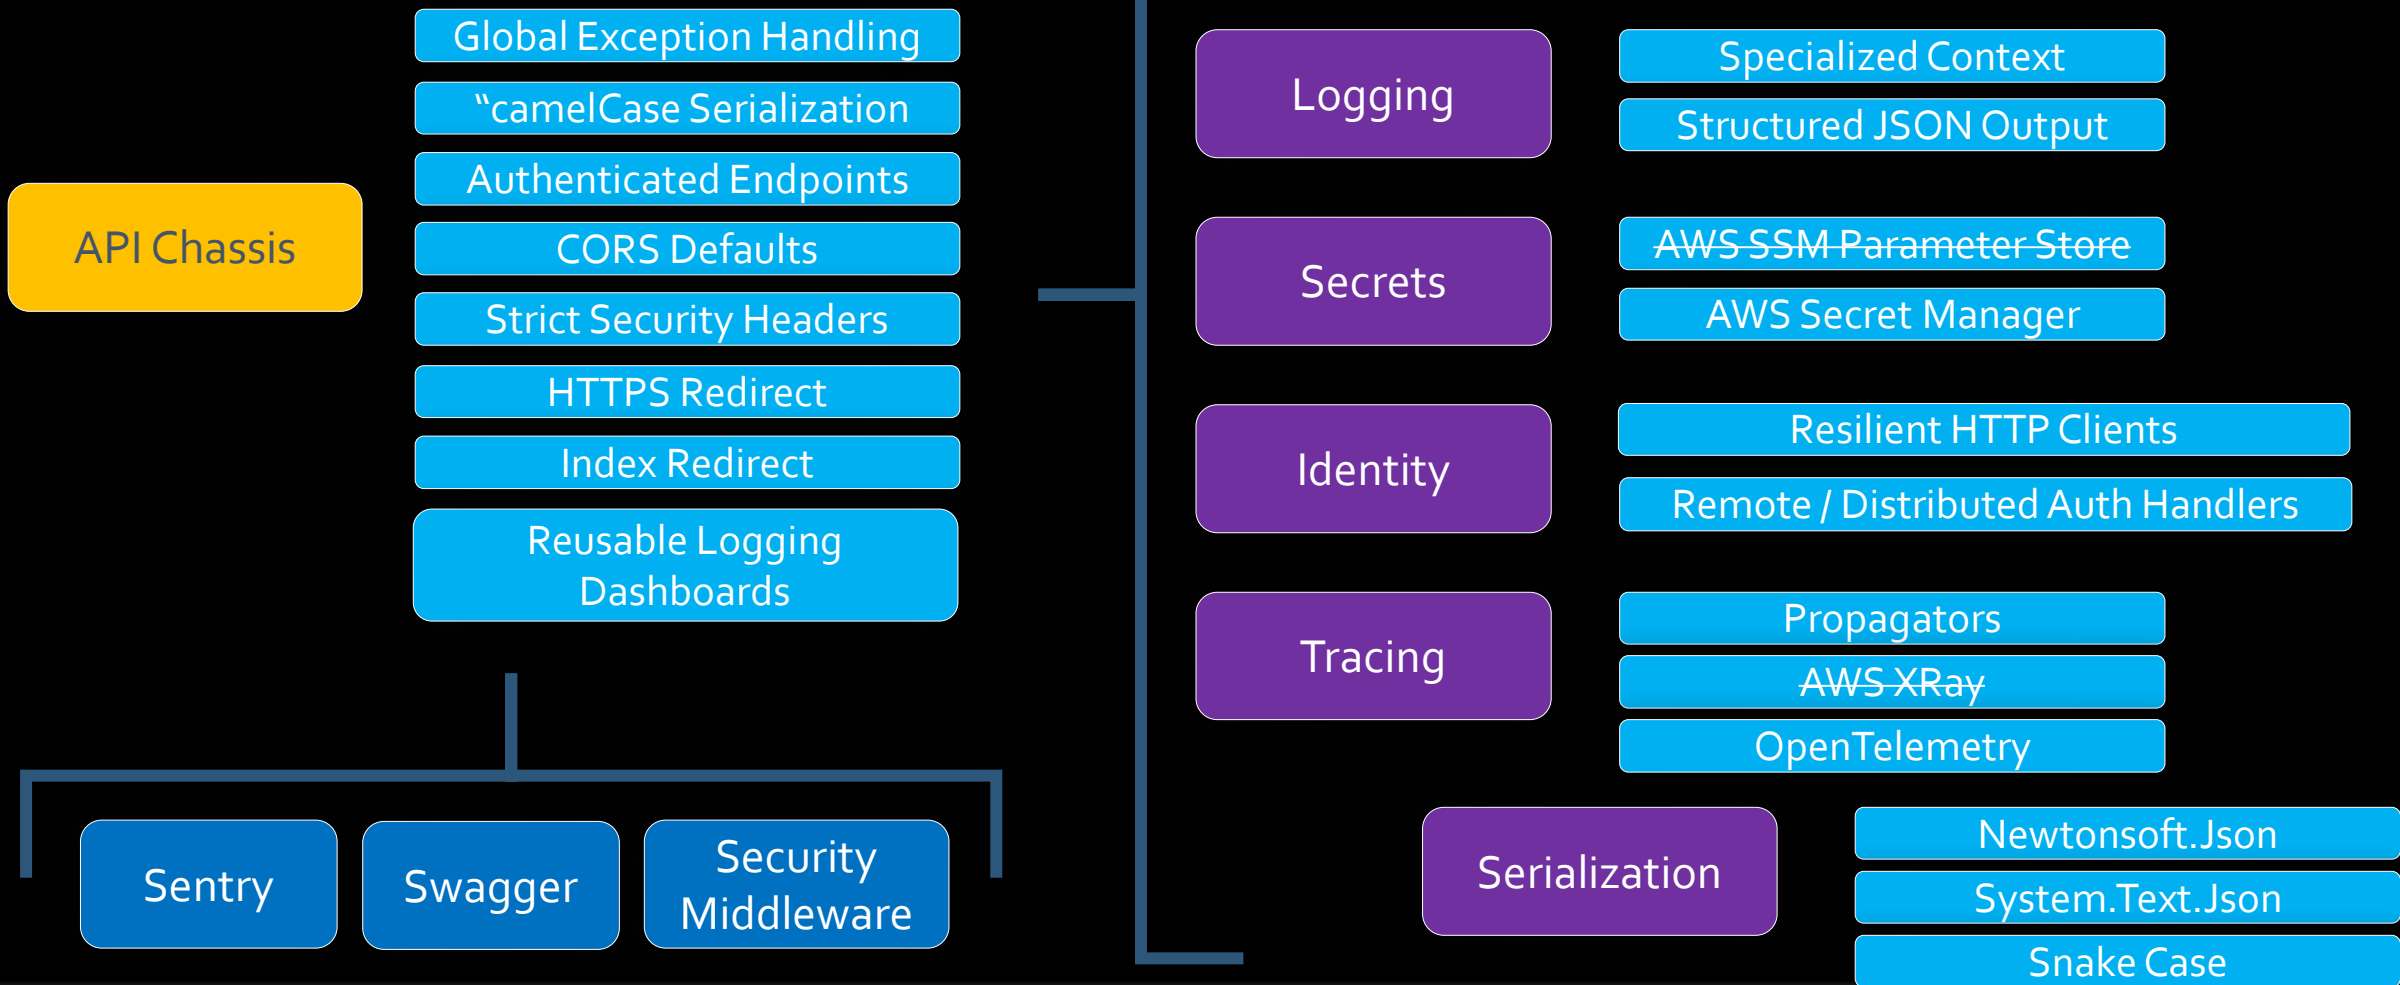 API Chassis
Global Exception Handling
“camelCase Serialization
Authenticated Endpoints
CORS Defaults
Strict Security Headers
HTTPS Redirect
Index Redirect
Reusable Logging
Dashboards
Sentry
Swagger
Security
Middleware
Logging
Specialized Context
Structured JSON Output
Secrets
AWS SSM Parameter Store
AWS Secret Manager
Identity
Resilient HTTP Clients
Remote / Distributed Auth Handlers
Tracing
Propagators
AWS XRay
OpenTelemetry
Serialization
Newtonsoft.Json
System.Text.Json
Snake Case